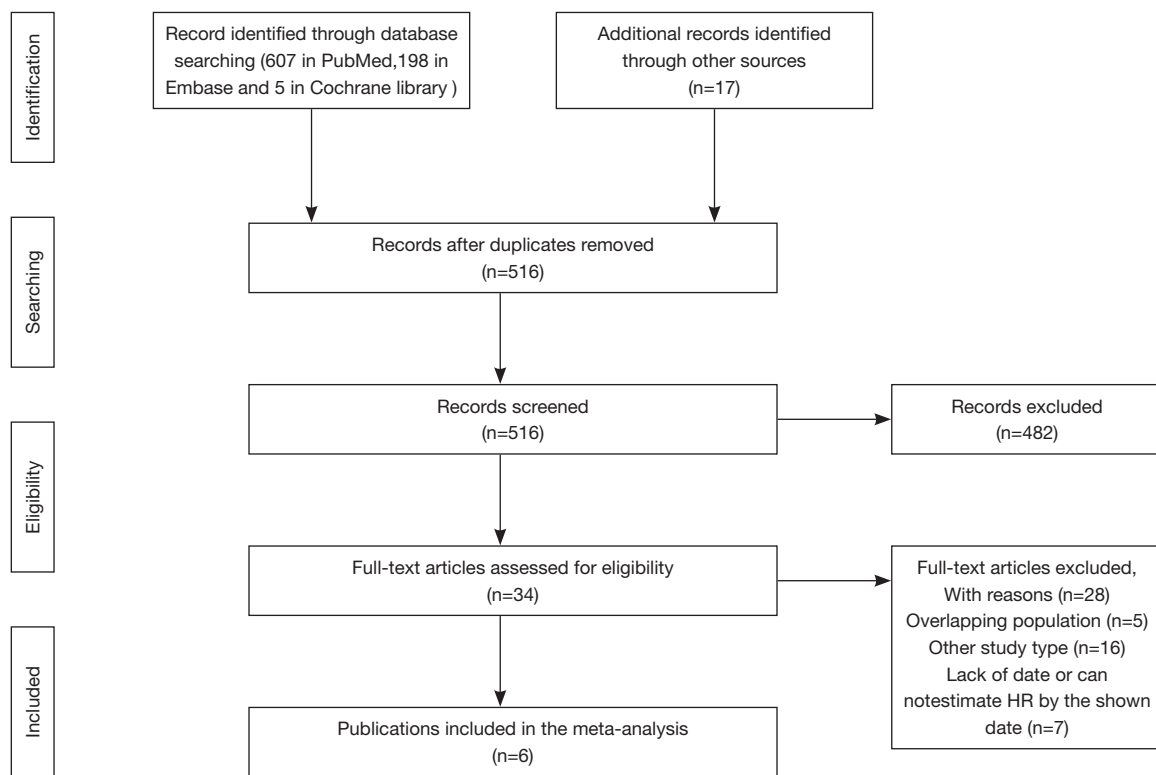 Identification
Record identified through database
searching (607 in PubMed,198 in
Embase and 5 in Cochrane library )
Additional records identified
through other sources
(n=17)
Searching
Records after duplicates removed
(n=516)
Records screened
(n=516)
Records excluded
(n=482)
Eligibility
Full-text articles assessed for eligibility
(n=34)
Full-text articles excluded,
With reasons (n=28)
Overlapping population (n=5)
Other study type (n=16)
Lack of date or can
notestimate HR by the shown
date (n=7)
Included
Publications included in the meta-analysis
(n=6)